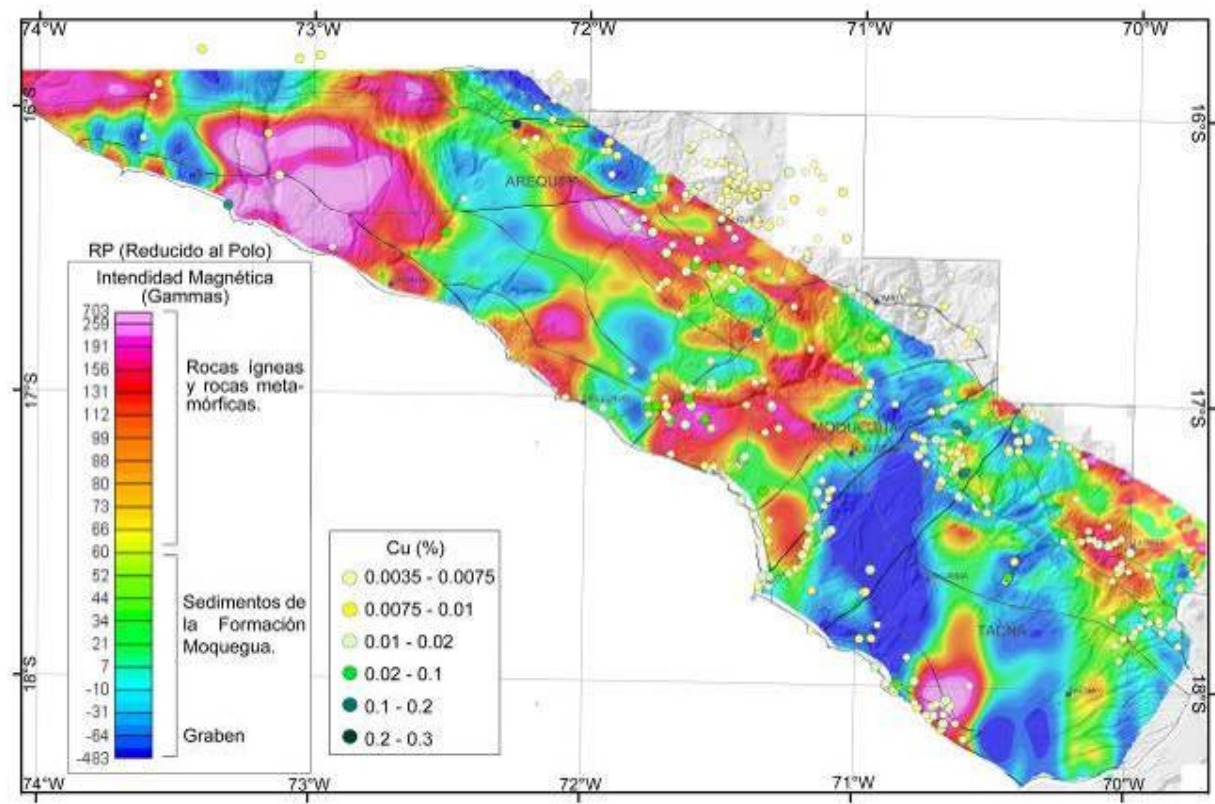 74°W
73°W
72°W
71°W
70°W
16°S
16°S
AREQUIPA
RP (Reducido al Polo)
Intendidad Magnética
(Gammas)
703
259
191
156
131
112
99
88
80
73
66
60
52
44
34
21
7
-10
-31
-64
-483
Rocas ígneas
y rocas meta-
mórficas.
Sedimentos de
la Formación
Moquegua.
Graben
Cu (%)
0.0035 - 0.0075
0.0075 - 0.01
0.01 - 0.02
0.02 - 0.1
0.1 - 0.2
0.2 - 0.3
17°S
17°S
MOQUEGUA
TACNA
18°S
18°S
74°W
73°W
72°W
71°W
70°W